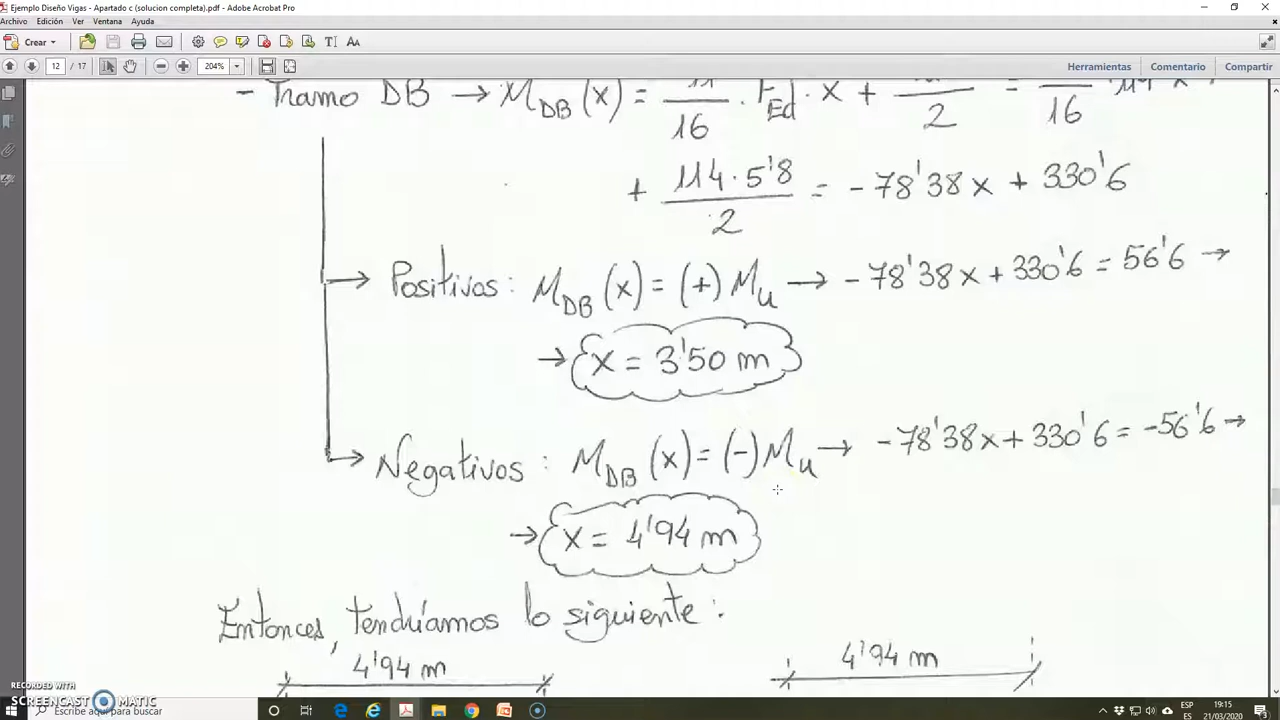 Ejemplo Diseño Vigas - Apartado c (solucion completa).pdf - Adobe Acrobat Pro
Archivo Edición Ver Ventana Ayuda
Crear
12 / 17 204% Herramientas Comentario Compartir
- Tramo DB → M_DB (x) = 11/16 · F_Ed · x + /2 = /16 · 114 x
+ 114 · 5'8 / 2 = -78'38 x + 330'6
→ Positivos : M_DB (x) = (+) M_u → -78'38 x + 330'6 = 56'6 →
→ x = 3'50 m
→ Negativos : M_DB (x) = (-) M_u → -78'38 x + 330'6 = -56'6 →
→ x = 4'94 m
Entonces, tendríamos lo siguiente :
4'94 m 4'94 m
RECORDED WITH
SCREENCAST MATIC
Escribe aquí para buscar
ESP 19:15
ES 21/03/2020